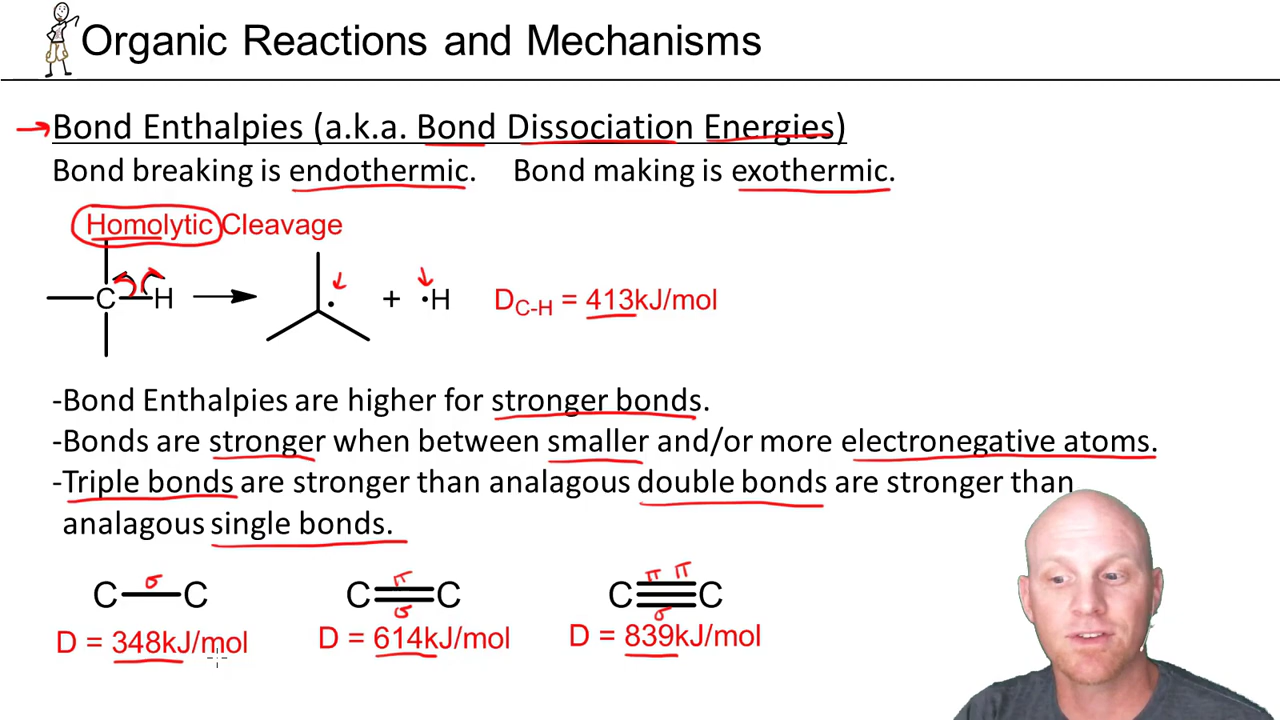 Organic Reactions and Mechanisms
Bond Enthalpies (a.k.a. Bond Dissociation Energies)
Bond breaking is endothermic. Bond making is exothermic.
Homolytic Cleavage
C H + ·H D_C-H = 413kJ/mol
-Bond Enthalpies are higher for stronger bonds.
-Bonds are stronger when between smaller and/or more electronegative atoms.
-Triple bonds are stronger than analagous double bonds are stronger than
analagous single bonds.
σ π π π
C C C C C C
σ σ
D = 348kJ/mol D = 614kJ/mol D = 839kJ/mol